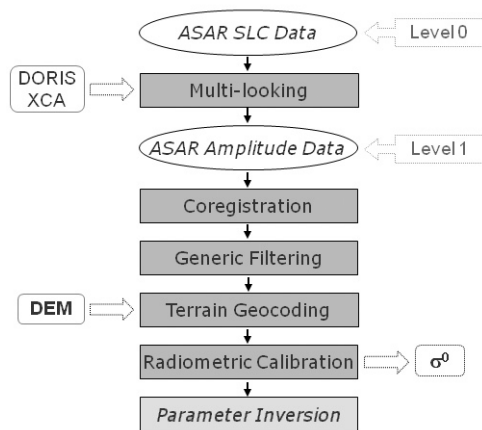 ASAR SLC Data
Level 0
DORIS
XCA
Multi-looking
ASAR Amplitude Data
Level 1
Coregistration
Generic Filtering
DEM
Terrain Geocoding
Radiometric Calibration
σ⁰
Parameter Inversion